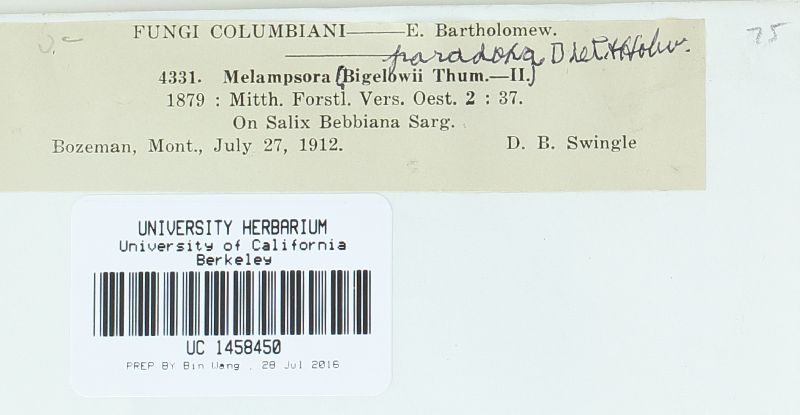 75
FUNGI COLUMBIANI——E. Bartholomew.
paradoxa Diet & Holw.
4331. Melampsora (Bigelowii Thum.—II.)
1879 : Mitth. Forstl. Vers. Oest. 2 : 37.
On Salix Bebbiana Sarg.
Bozeman, Mont., July 27, 1912. D. B. Swingle
UNIVERSITY HERBARIUM
University of California
Berkeley
UC 1458450
PREP BY Bin Wang , 28 Jul 2016